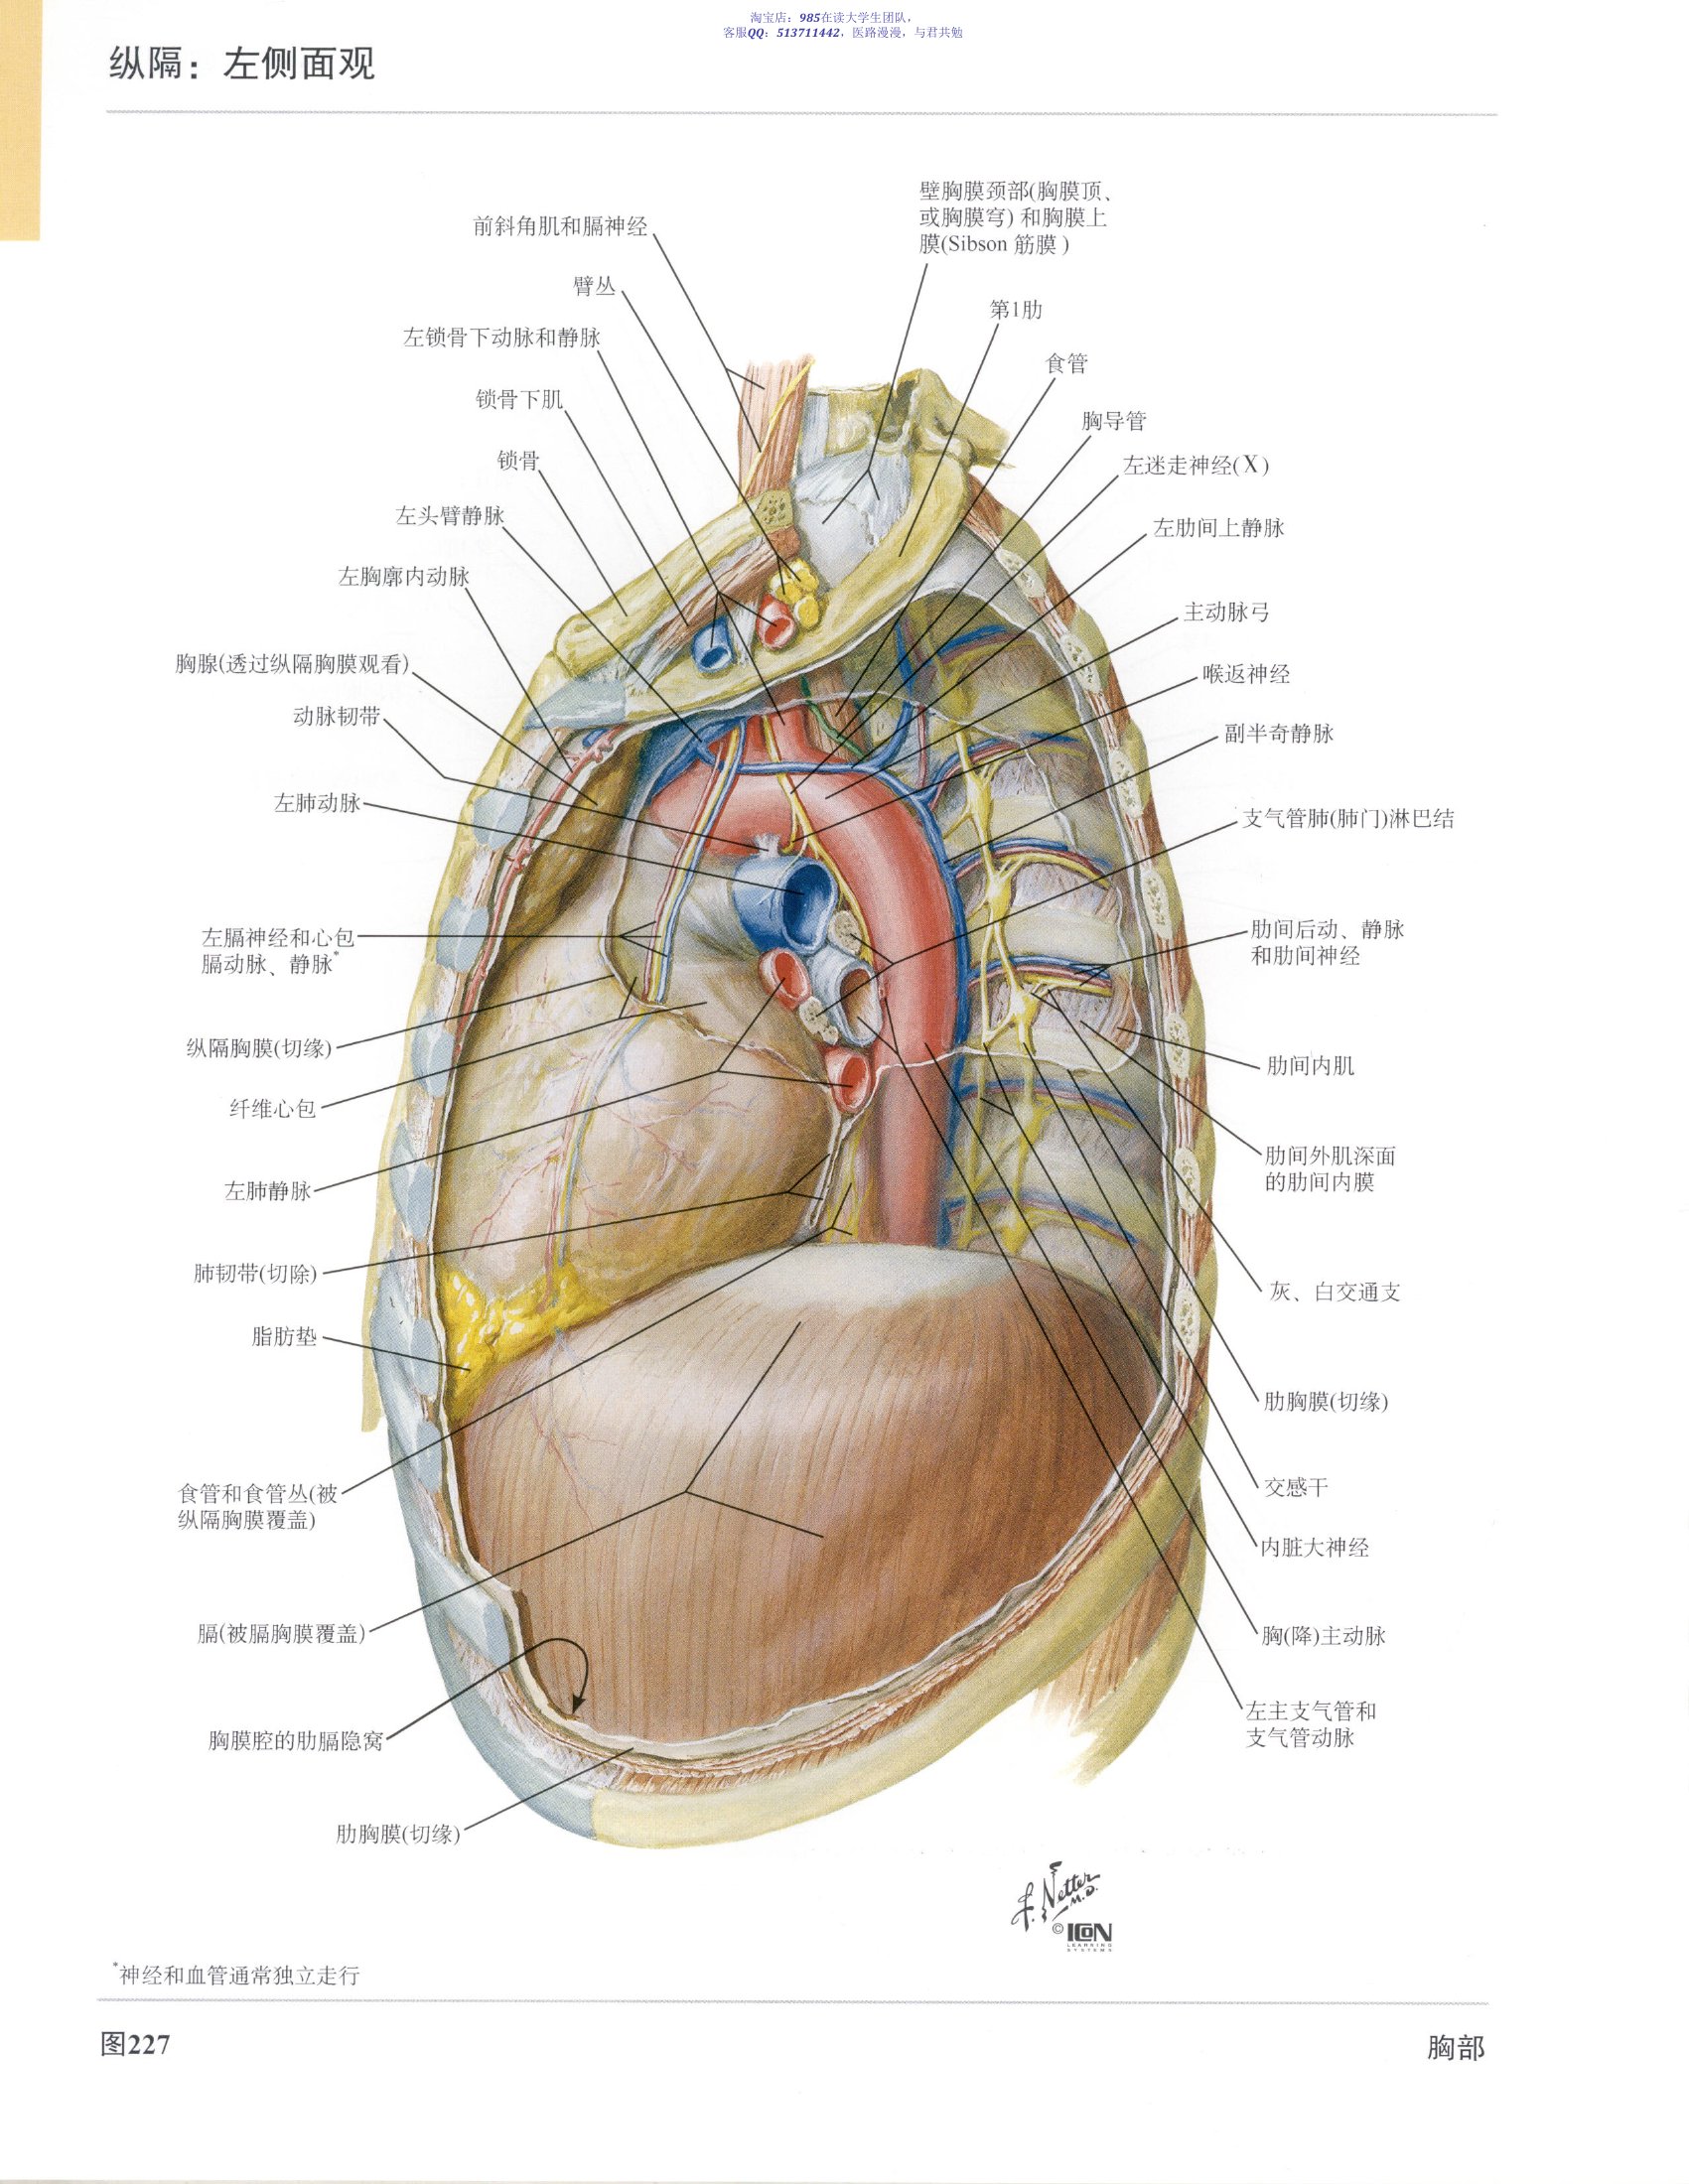 淘宝店：985在读大学生团队，
客服QQ：513711442，医路漫漫，与君共勉
纵隔：左侧面观
壁胸膜颈部(胸膜顶、
或胸膜穹)和胸膜上
膜(Sibson 筋膜)
前斜角肌和膈神经
臂丛
第1肋
左锁骨下动脉和静脉
食管
锁骨下肌
胸导管
锁骨
左迷走神经(X)
左头臂静脉
左肋间上静脉
左胸廓内动脉
主动脉弓
胸腺(透过纵隔胸膜观看)
喉返神经
动脉韧带
副半奇静脉
左肺动脉
支气管肺(肺门)淋巴结
左膈神经和心包
膈动脉、静脉*
肋间后动、静脉
和肋间神经
纵隔胸膜(切缘)
肋间内肌
纤维心包
肋间外肌深面
的肋间内膜
左肺静脉
肺韧带(切除)
灰、白交通支
脂肪垫
肋胸膜(切缘)
食管和食管丛(被
纵隔胸膜覆盖)
交感干
内脏大神经
膈(被膈胸膜覆盖)
胸(降)主动脉
胸膜腔的肋膈隐窝
左主支气管和
支气管动脉
肋胸膜(切缘)
F. Netter
M.D.
© ICON
LEARNING
SYSTEMS
*神经和血管通常独立走行
图227
胸部